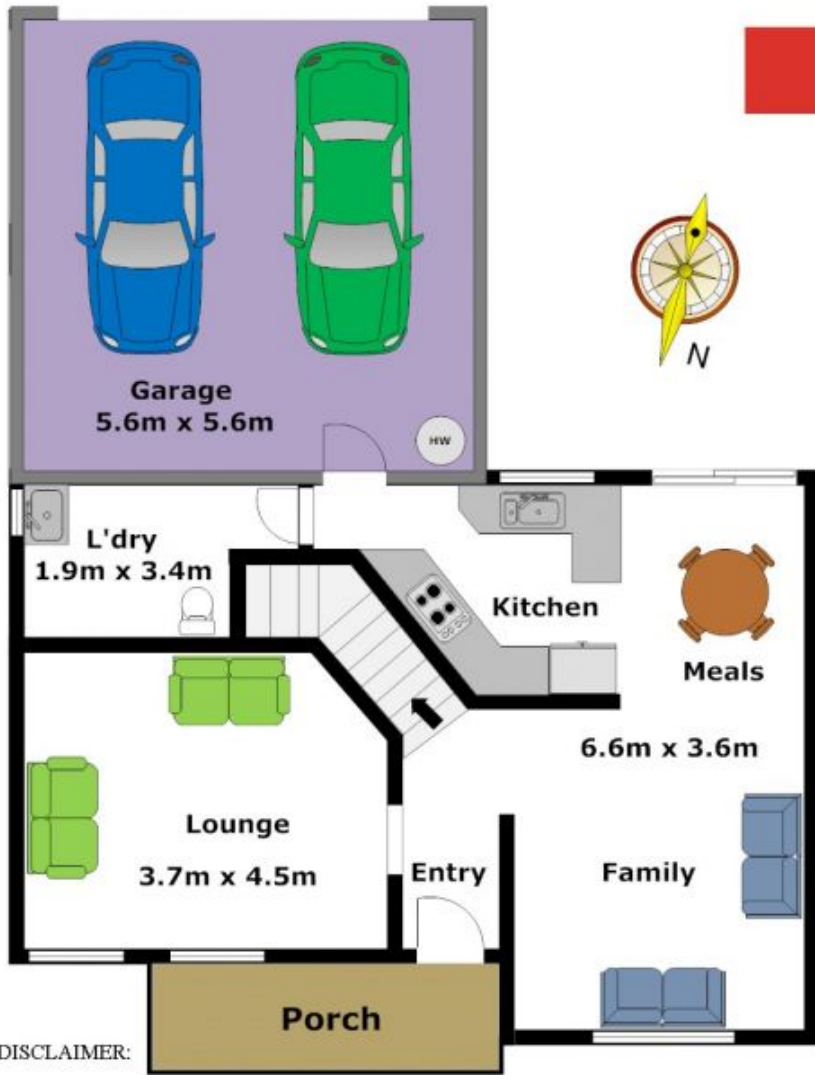 N
Garage
5.6m x 5.6m
HW
L'dry
1.9m x 3.4m
Kitchen
Meals
6.6m x 3.6m
Lounge
3.7m x 4.5m
Entry
Family
Porch
DISCLAIMER: